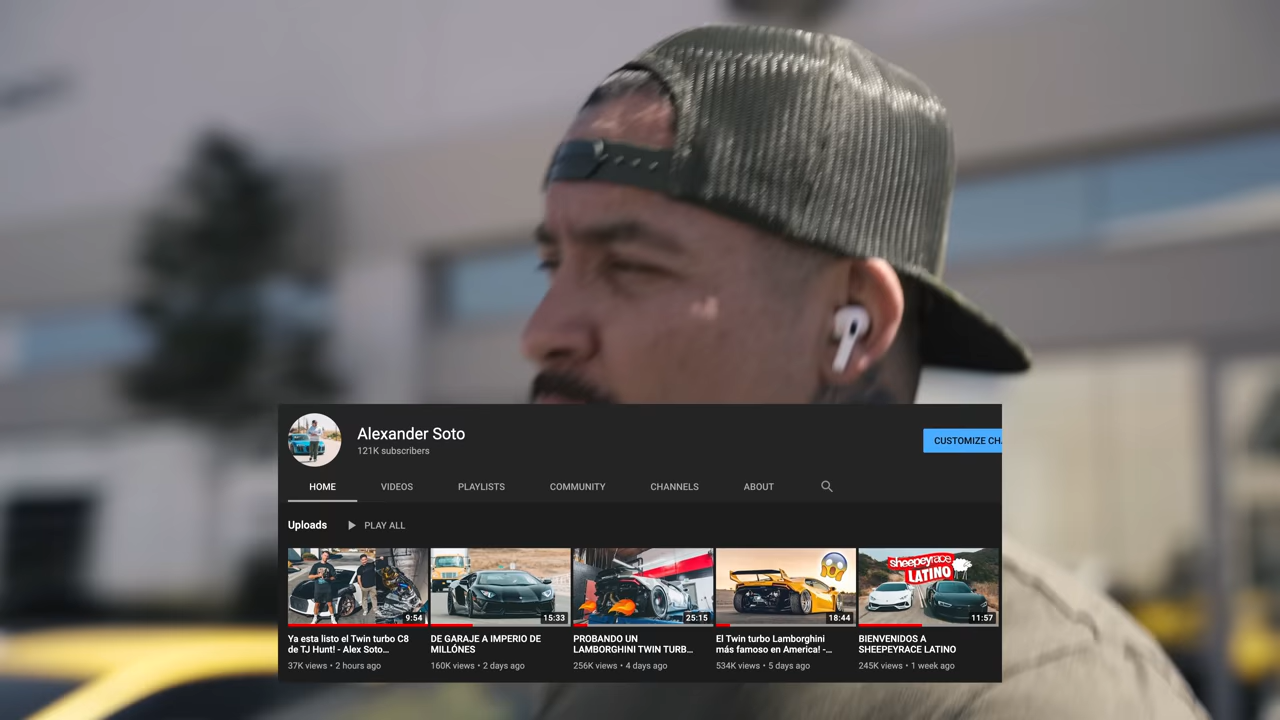 Alexander Soto
121K subscribers
CUSTOMIZE CH
HOME VIDEOS PLAYLISTS COMMUNITY CHANNELS ABOUT
Uploads PLAY ALL
sheepeyrace
LATINO
9:54 15:33 25:15 18:44 11:57
Ya esta listo el Twin turbo C8
de TJ Hunt! - Alex Soto...
37K views • 2 hours ago
DE GARAJE A IMPERIO DE
MILLÓNES
160K views • 2 days ago
PROBANDO UN
LAMBORGHINI TWIN TURB...
256K views • 4 days ago
El Twin turbo Lamborghini
más famoso en America! -...
534K views • 5 days ago
BIENVENIDOS A
SHEEPEYRACE LATINO
245K views • 1 week ago